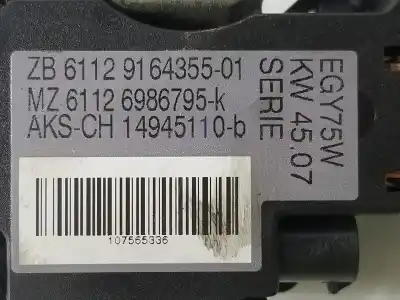 ZB 6112 9164355-01
MZ 6112 6986795-k
AKS-CH 14945110-b
EGY75W
KW 45.07
SERIE
107565336